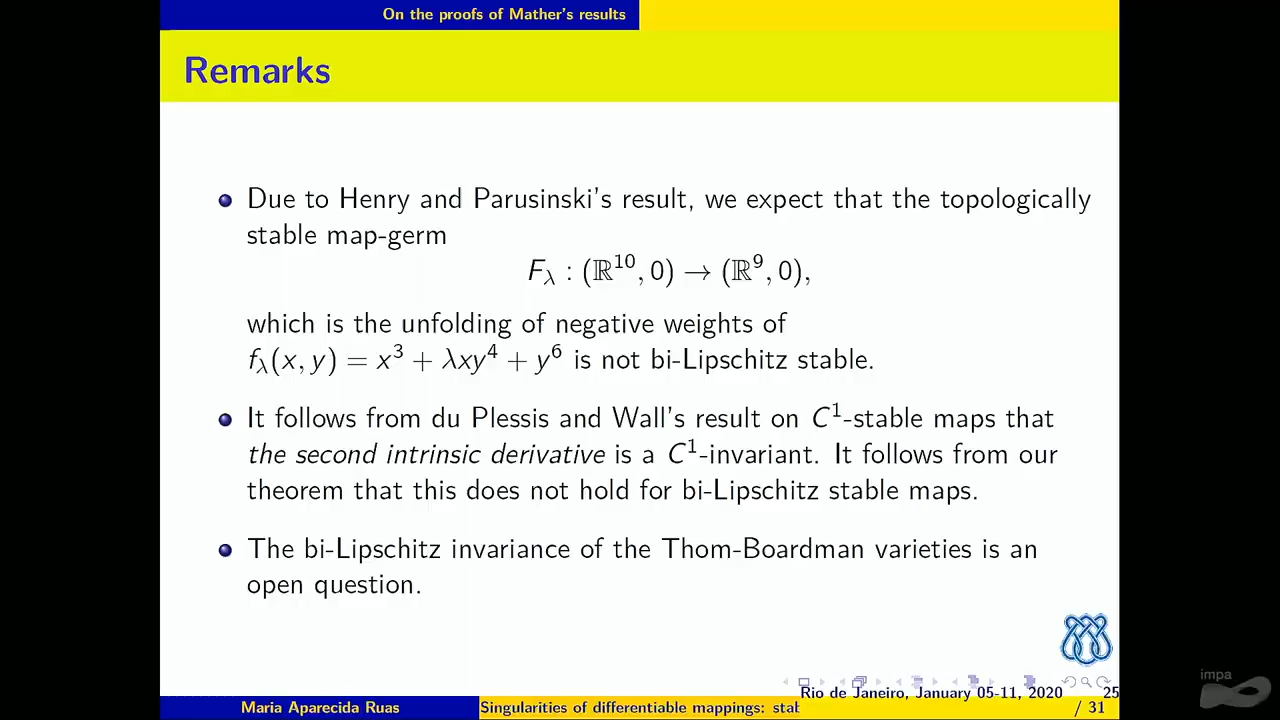 On the proofs of Mather's results
Remarks
Due to Henry and Parusinski's result, we expect that the topologically
stable map-germ
F_λ : (ℝ^10, 0) → (ℝ^9, 0),
which is the unfolding of negative weights of
f_λ(x, y) = x^3 + λxy^4 + y^6 is not bi-Lipschitz stable.
It follows from du Plessis and Wall's result on C^1-stable maps that
the second intrinsic derivative is a C^1-invariant. It follows from our
theorem that this does not hold for bi-Lipschitz stable maps.
The bi-Lipschitz invariance of the Thom-Boardman varieties is an
open question.
impa
Rio de Janeiro, January 05-11, 2020 25
Maria Aparecida Ruas Singularities of differentiable mappings: stab / 31